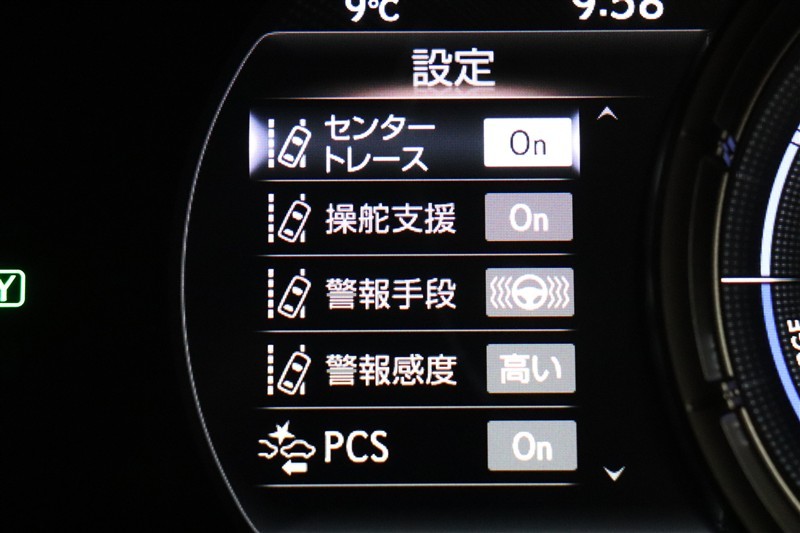 9℃
9:58
設定
センター
トレース
On
操舵支援
On
警報手段
警報感度
高い
PCS
On